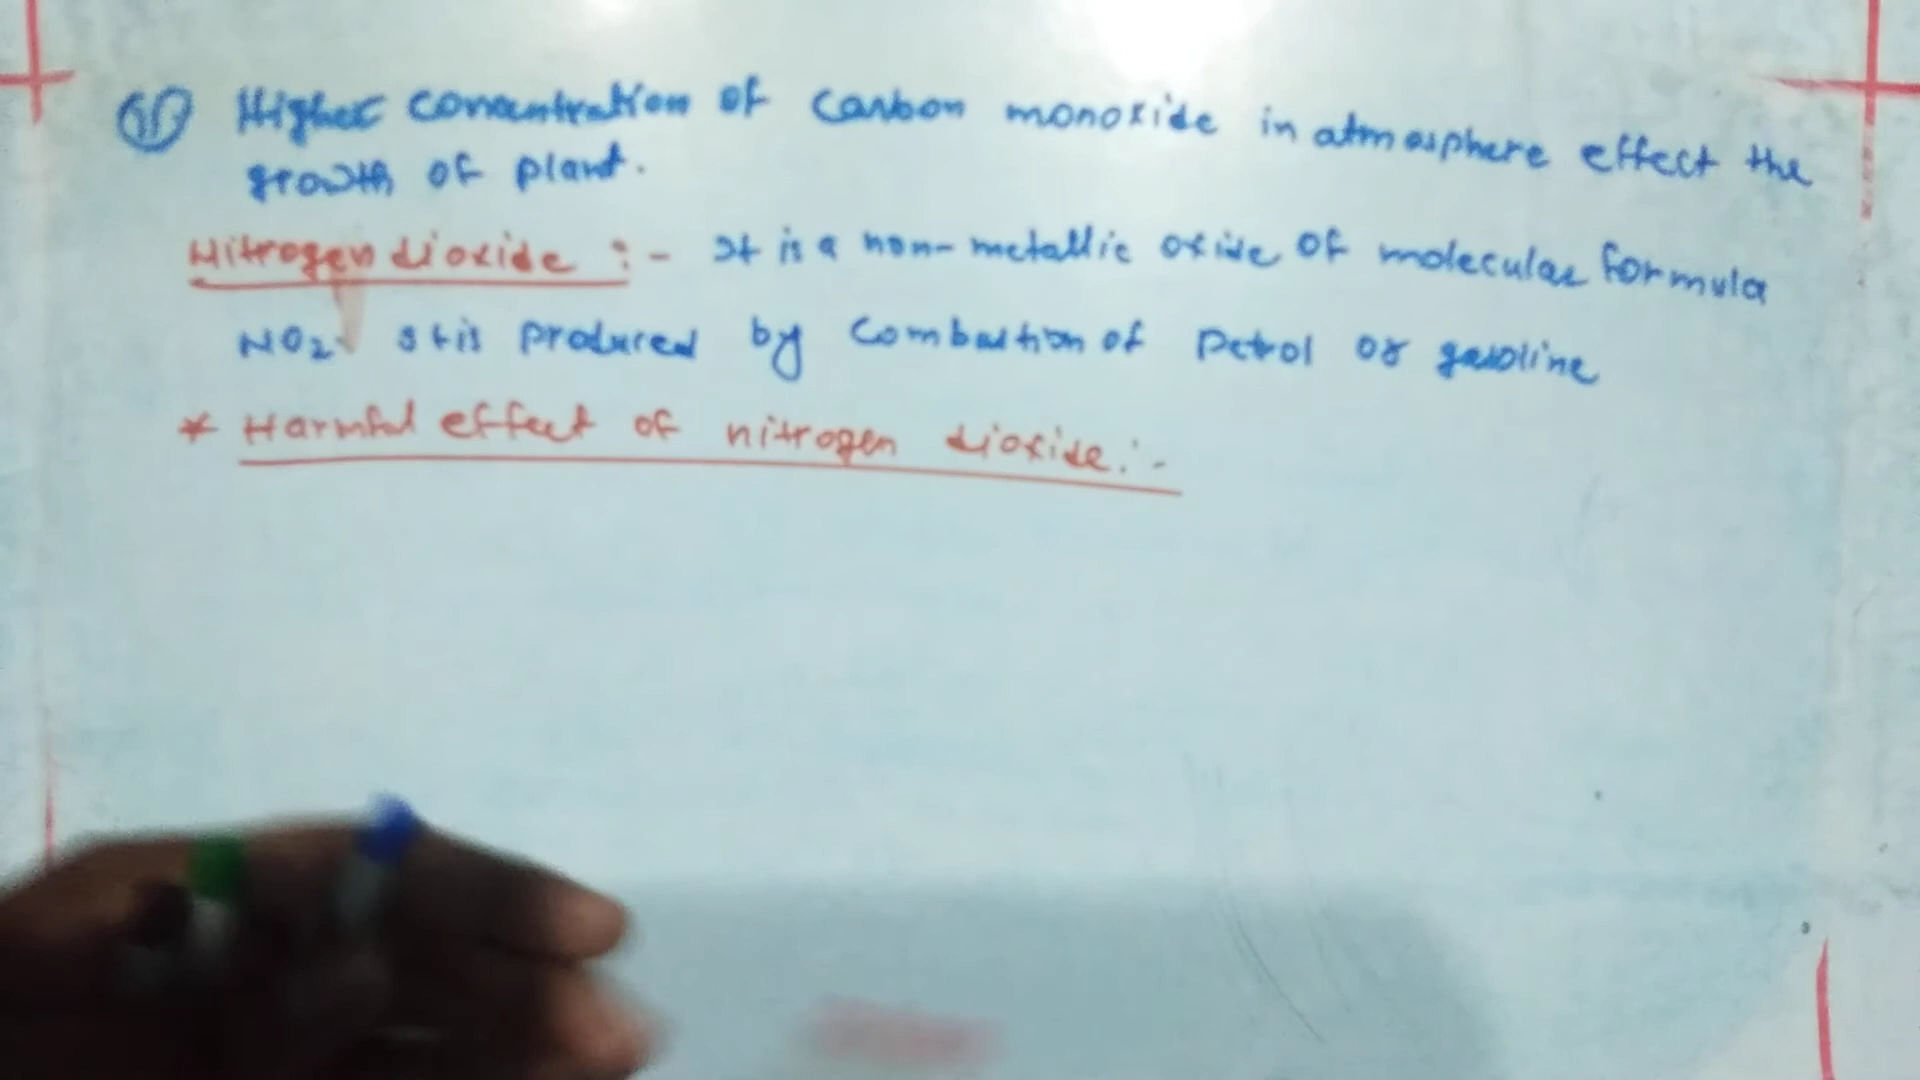 (ii) Higher concentration of carbon monoxide in atmosphere effect the
growth of plant.
Nitrogen dioxide :- It is a non-metallic oxide of molecular formula
NO2. It is produced by Combustion of Petrol or gasoline
* Harmful effect of nitrogen dioxide:-